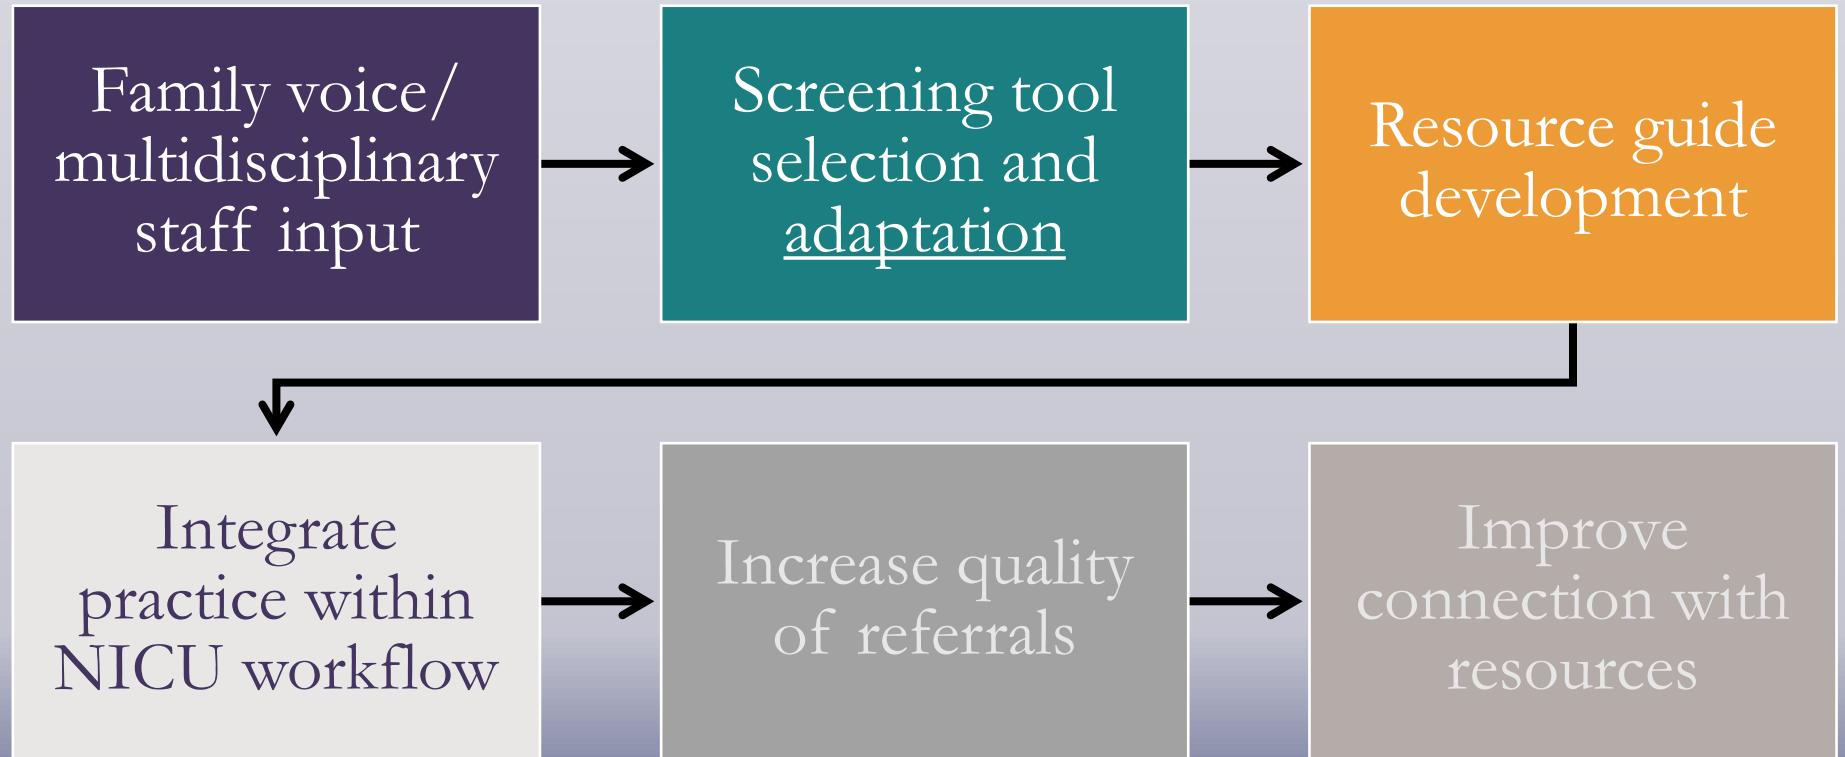 Family voice/
multidisciplinary
staff input
Screening tool
selection and
adaptation
Resource guide
development
Integrate
practice within
NICU workflow
Increase quality
of referrals
Improve
connection with
resources